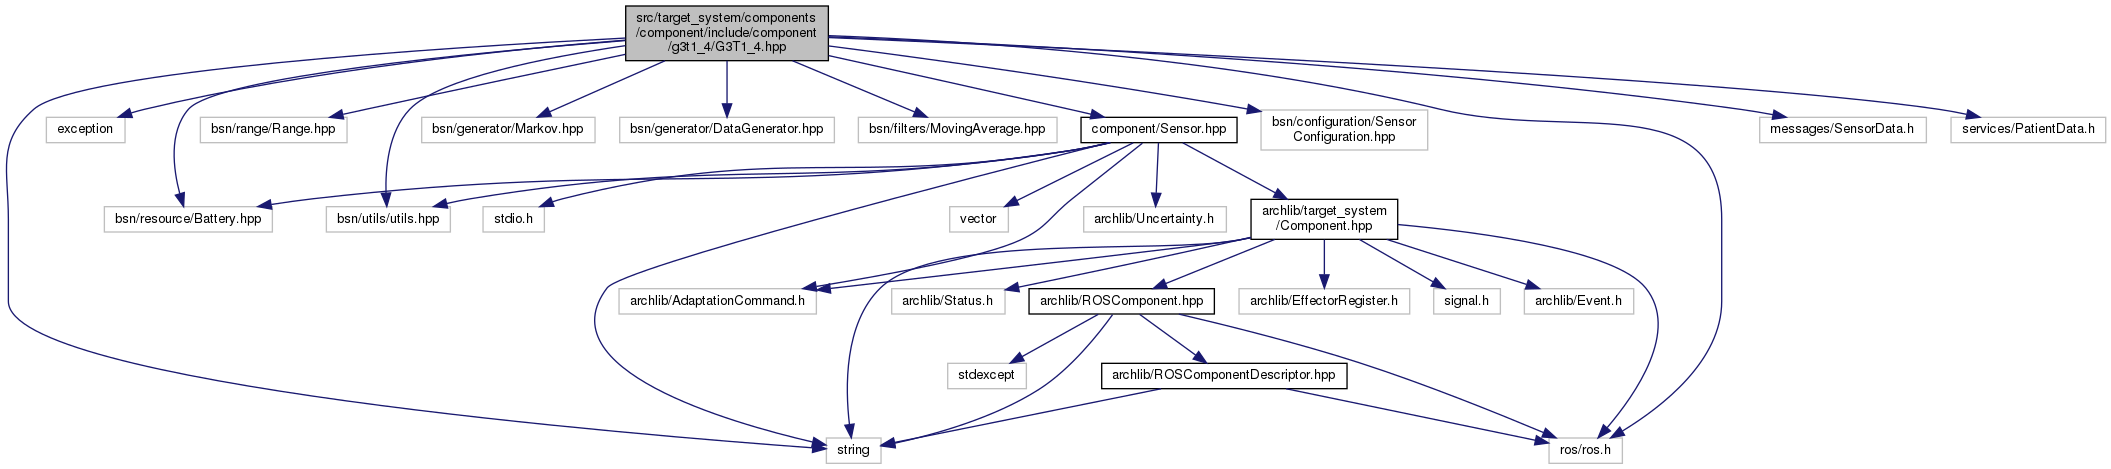 src/target_system/components
/component/include/component
/g3t1_4/G3T1_4.hpp
exception
bsn/range/Range.hpp
bsn/generator/Markov.hpp
bsn/generator/DataGenerator.hpp
bsn/filters/MovingAverage.hpp
component/Sensor.hpp
bsn/configuration/Sensor
Configuration.hpp
messages/SensorData.h
services/PatientData.h
bsn/resource/Battery.hpp
bsn/utils/utils.hpp
stdio.h
vector
archlib/Uncertainty.h
archlib/target_system
/Component.hpp
archlib/AdaptationCommand.h
archlib/Status.h
archlib/ROSComponent.hpp
archlib/EffectorRegister.h
signal.h
archlib/Event.h
stdexcept
archlib/ROSComponentDescriptor.hpp
string
ros/ros.h